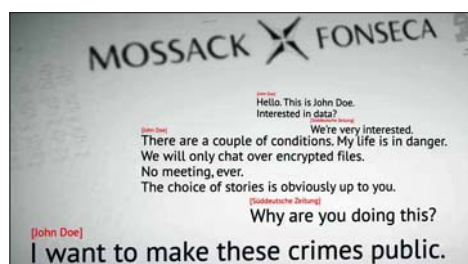 MOSSACK FONSECA
[John Doe]
Hello. This is John Doe.
Interested in data?
[Süddeutsche Zeitung]
We're very interested.
[John Doe]
There are a couple of conditions. My life is in danger.
We will only chat over encrypted files.
No meeting, ever.
The choice of stories is obviously up to you.
[Süddeutsche Zeitung]
Why are you doing this?
[John Doe]
I want to make these crimes public.